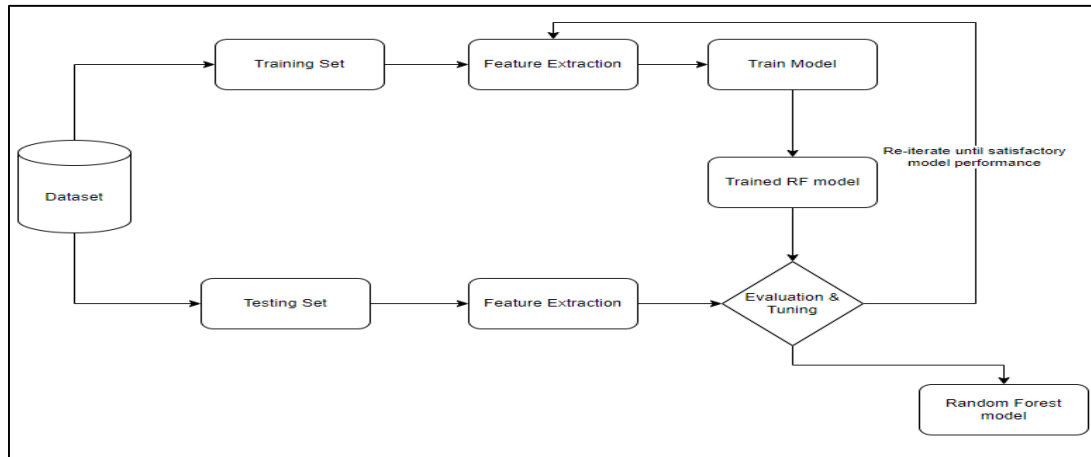 Training Set
Feature Extraction
Train Model
Re-iterate until satisfactory
model performance
Trained RF model
Dataset
Testing Set
Feature Extraction
Evaluation &
Tuning
Random Forest
model